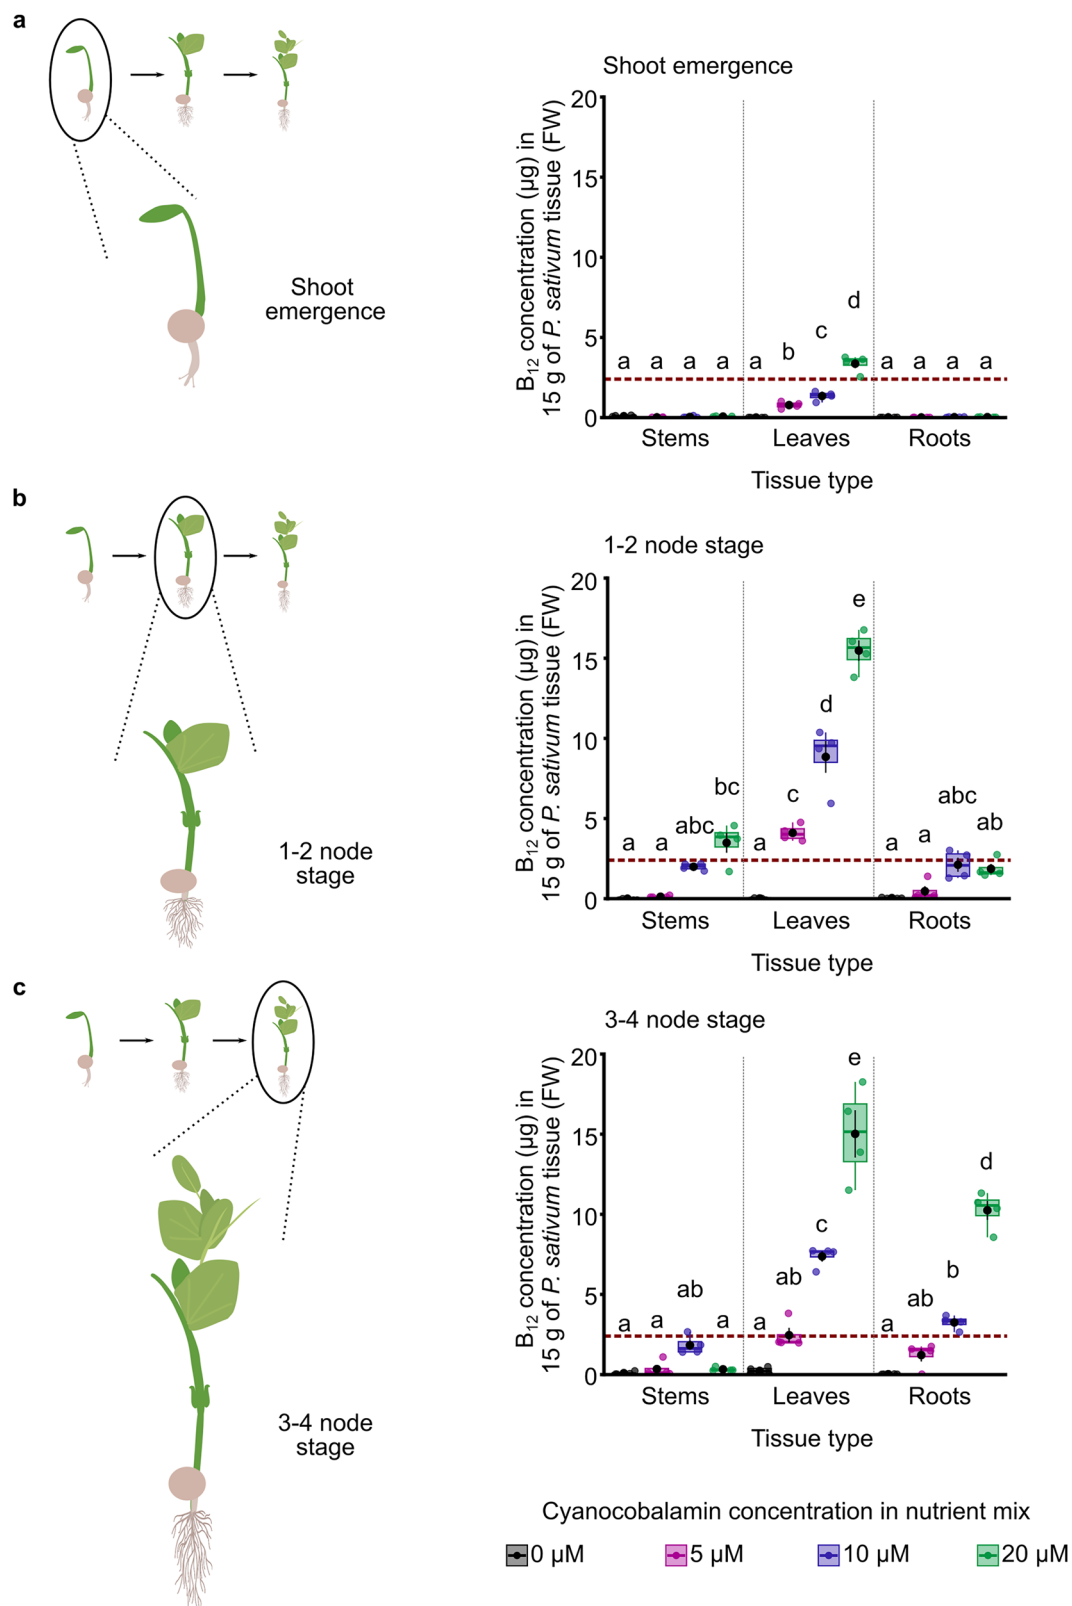 a
Shoot
emergence
Shoot emergence
B12 concentration (µg) in
15 g of P. sativum tissue (FW)
20
15
10
5
0
a a a a a b c d a a a a
Stems Leaves Roots
Tissue type
b
1-2 node
stage
1-2 node stage
B12 concentration (µg) in
15 g of P. sativum tissue (FW)
20
15
10
5
0
a a abc bc a c d e a a abc ab
Stems Leaves Roots
Tissue type
c
3-4 node
stage
3-4 node stage
B12 concentration (µg) in
15 g of P. sativum tissue (FW)
20
15
10
5
0
a a ab a ab c e a ab b d
Stems Leaves Roots
Tissue type
Cyanocobalamin concentration in nutrient mix
0 µM 5 µM 10 µM 20 µM